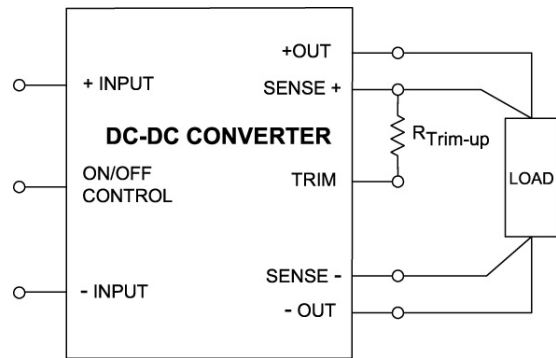 +OUT
+ INPUT
SENSE +
DC-DC CONVERTER
RTrim-up
ON/OFF
CONTROL
TRIM
LOAD
SENSE -
- INPUT
- OUT